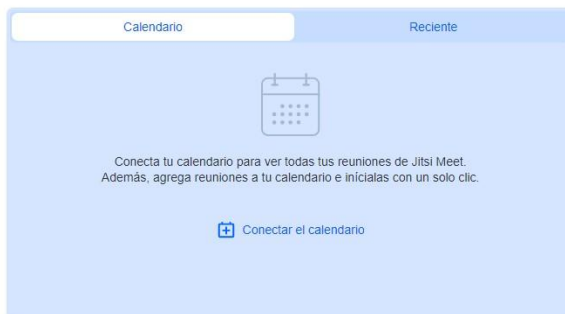 Calendario
Reciente
Conecta tu calendario para ver todas tus reuniones de Jitsi Meet.
Además, agrega reuniones a tu calendario e inícialas con un solo clic.
Conectar el calendario